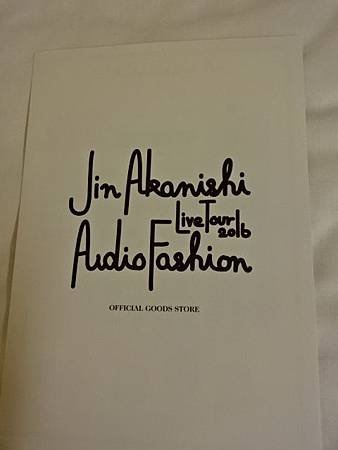 Jin Akanishi
Live Tour
2016
Audio Fashion
OFFICIAL GOODS STORE